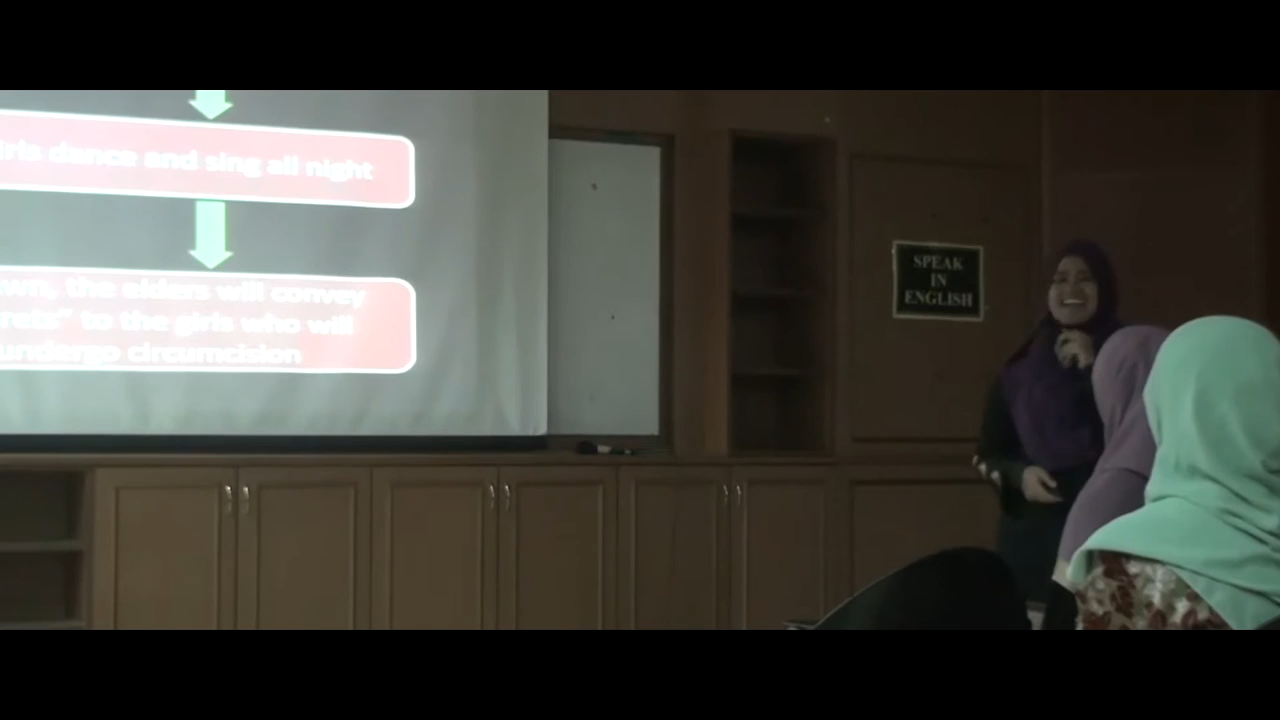 dance and sing all night
the elders will convey
to the girls who will
undergo circumcision
SPEAK
IN
ENGLISH